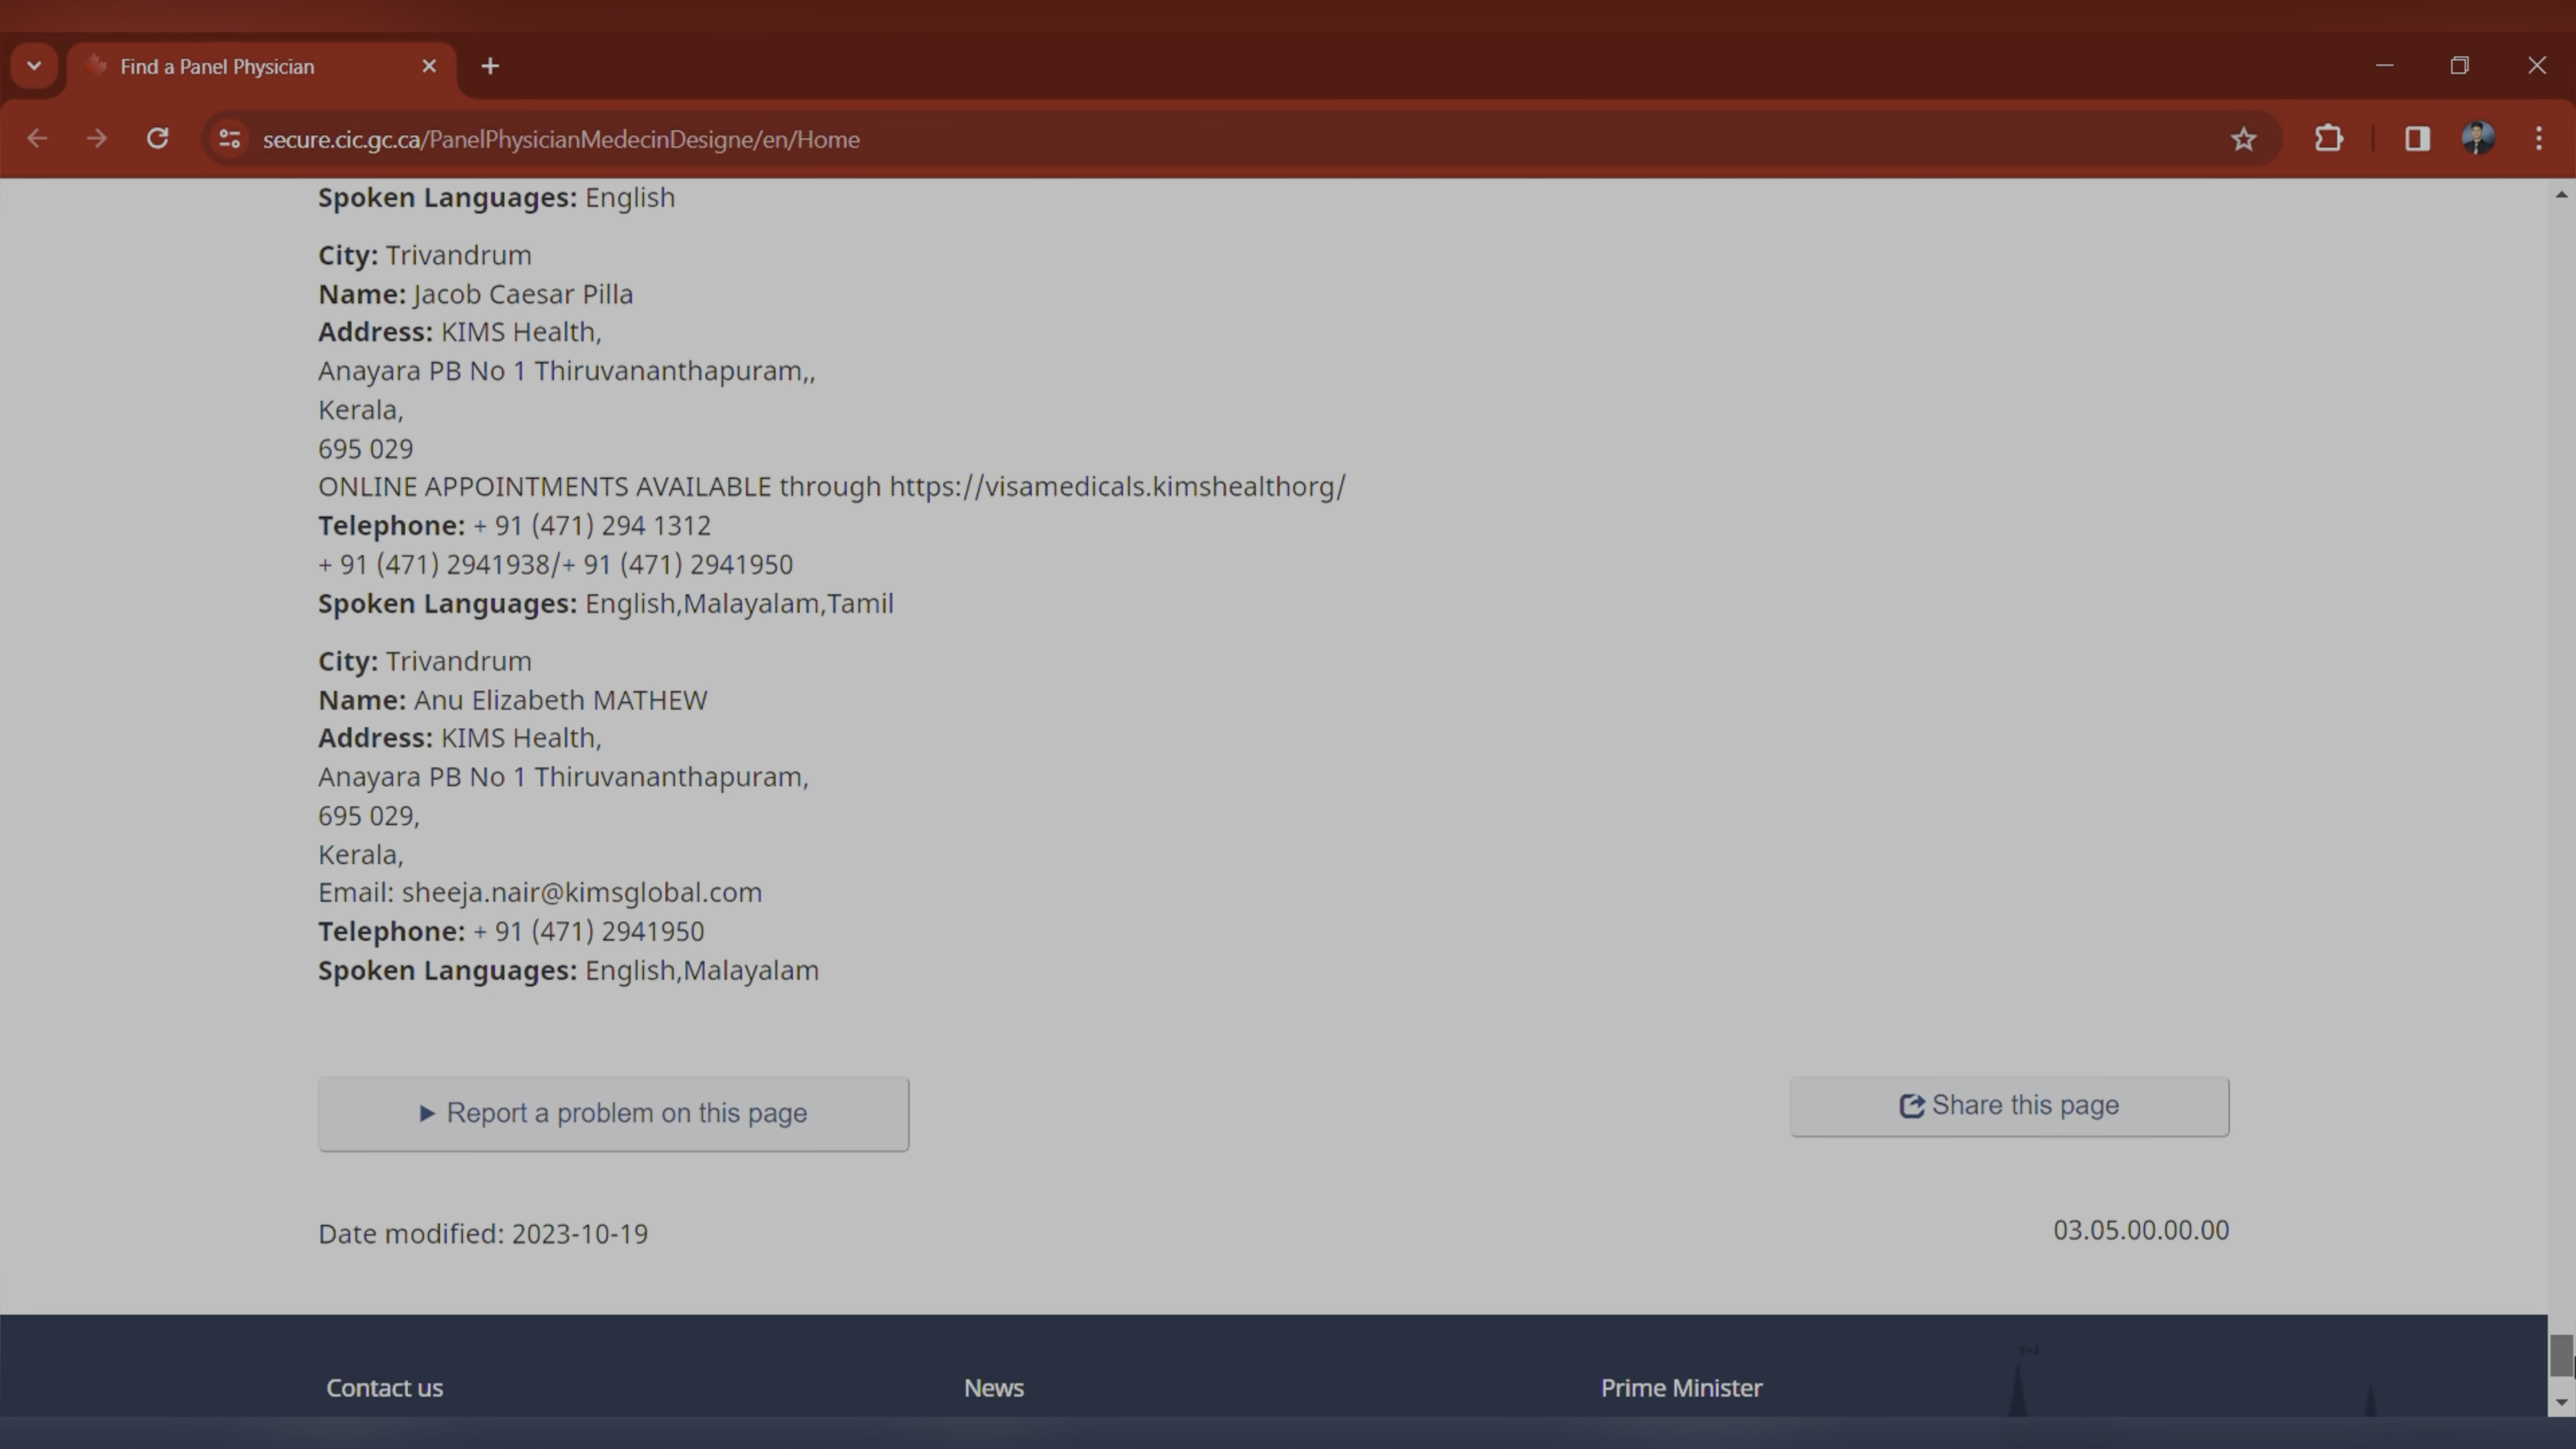 Find a Panel Physician
secure.cic.gc.ca/PanelPhysicianMedecinDesigne/en/Home
Spoken Languages: English
City: Trivandrum
Name: Jacob Caesar Pilla
Address: KIMS Health,
Anayara PB No 1 Thiruvananthapuram,,
Kerala,
695 029
ONLINE APPOINTMENTS AVAILABLE through https://visamedicals.kimshealthorg/
Telephone: + 91 (471) 294 1312
+ 91 (471) 2941938/+ 91 (471) 2941950
Spoken Languages: English,Malayalam,Tamil
City: Trivandrum
Name: Anu Elizabeth MATHEW
Address: KIMS Health,
Anayara PB No 1 Thiruvananthapuram,
695 029,
Kerala,
Email: sheeja.nair@kimsglobal.com
Telephone: + 91 (471) 2941950
Spoken Languages: English,Malayalam
Report a problem on this page
Share this page
Date modified: 2023-10-19
03.05.00.00.00
Contact us
News
Prime Minister